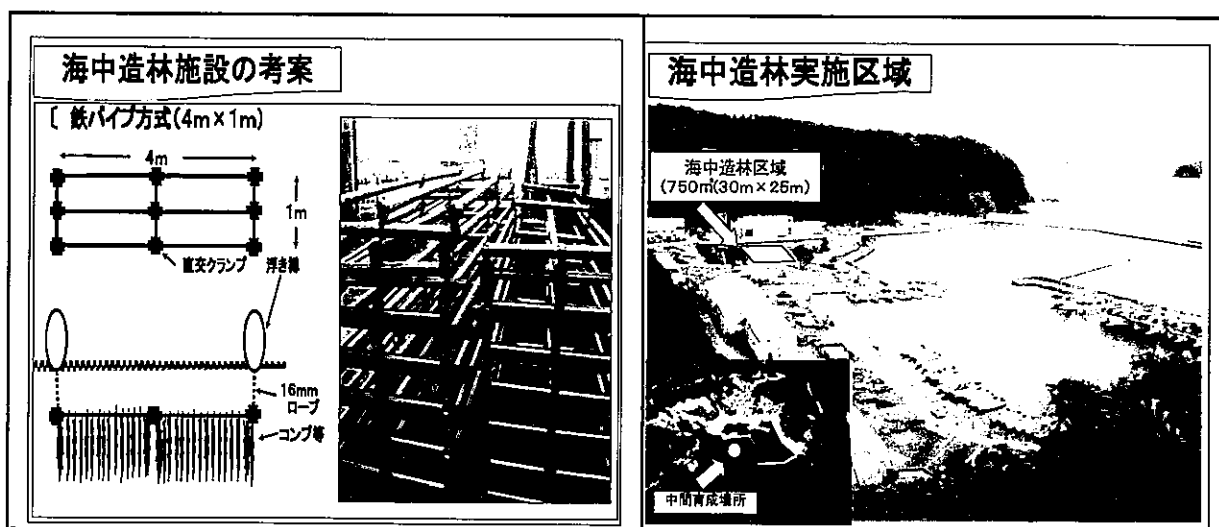 海中造林施設の考案
〔 鉄パイプ方式(4m×1m)
4m
1m
直交クランプ
浮き樽
16mm
ロープ
コンブ等
海中造林実施区域
海中造林区域
(750㎡(30m×25m)
中間育成場所